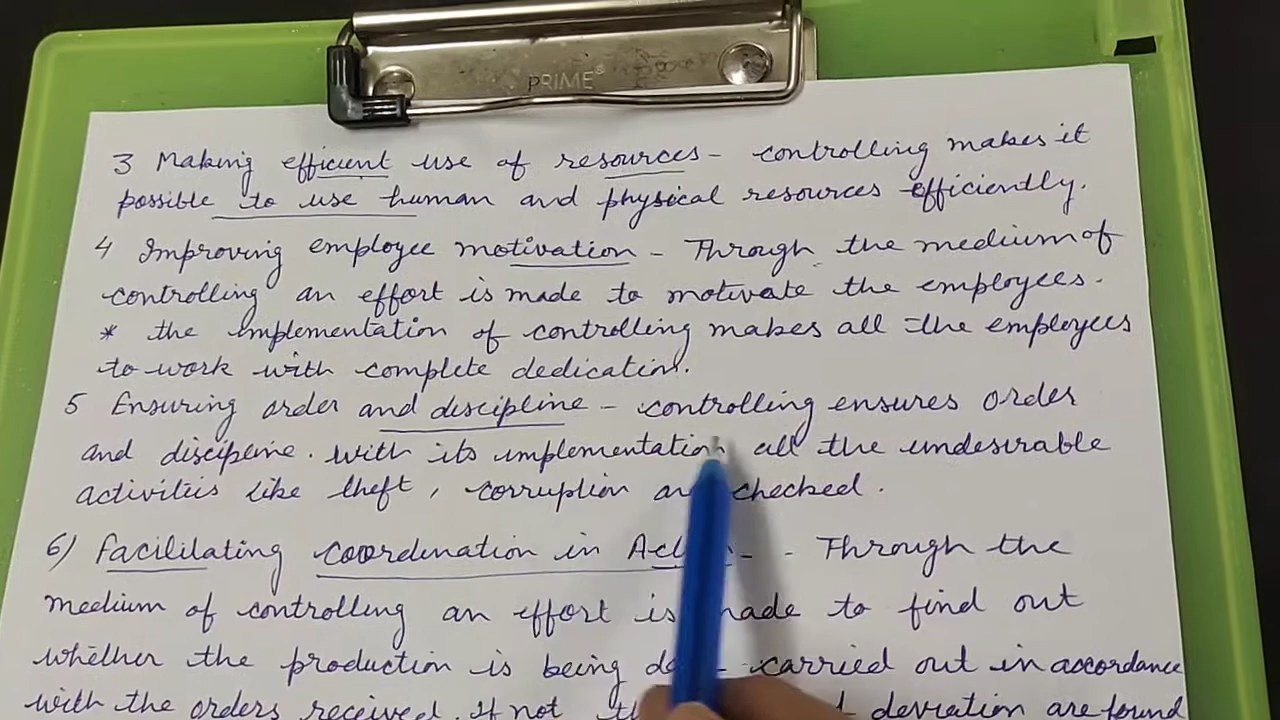 PRIME®
3 Making efficient use of resources - controlling makes it
possible to use human and physical resources efficiently.
4 Improving employee motivation - Through the medium of
controlling an effort is made to motivate the employees.
* the implementation of controlling makes all the employees
to work with complete dedication.
5 Ensuring order and discipline - controlling ensures order
and discipline. with its implementation all the undesirable
activities like theft, corruption checked.
6) Facilitating coordination in - Through the
medium of controlling an effort is made to find out
whether the production is being carried out in accordance
with the orders received. If not deviation are found